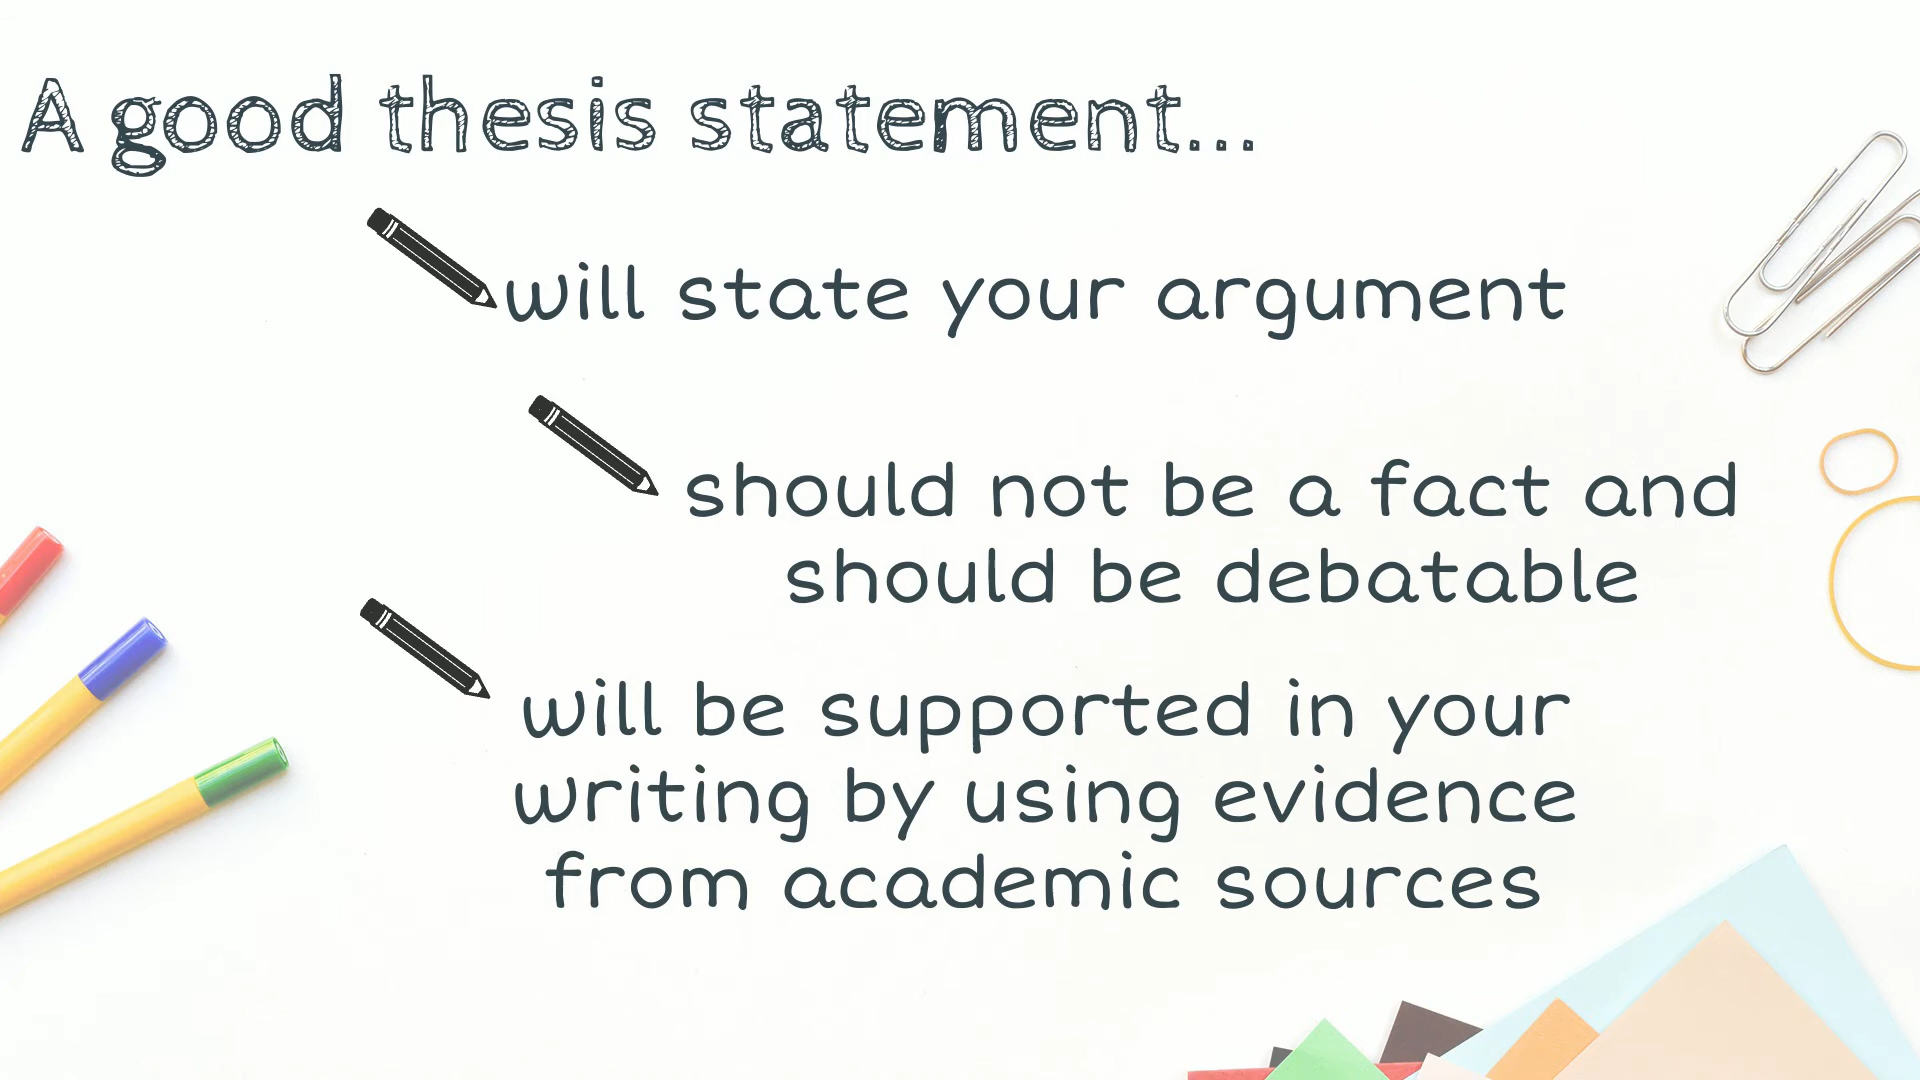 A good thesis statement...
will state your argument
should not be a fact and
should be debatable
will be supported in your
writing by using evidence
from academic sources